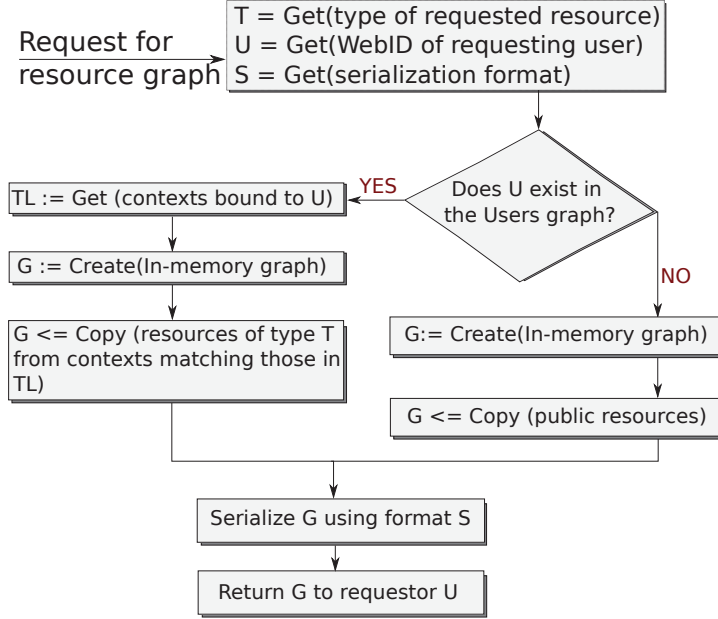 Request for
resource graph
T = Get(type of requested resource)
U = Get(WebID of requesting user)
S = Get(serialization format)
Does U exist in
the Users graph?
YES
NO
TL := Get (contexts bound to U)
G := Create(In-memory graph)
G <= Copy (resources of type T
from contexts matching those in
TL)
G:= Create(In-memory graph)
G <= Copy (public resources)
Serialize G using format S
Return G to requestor U